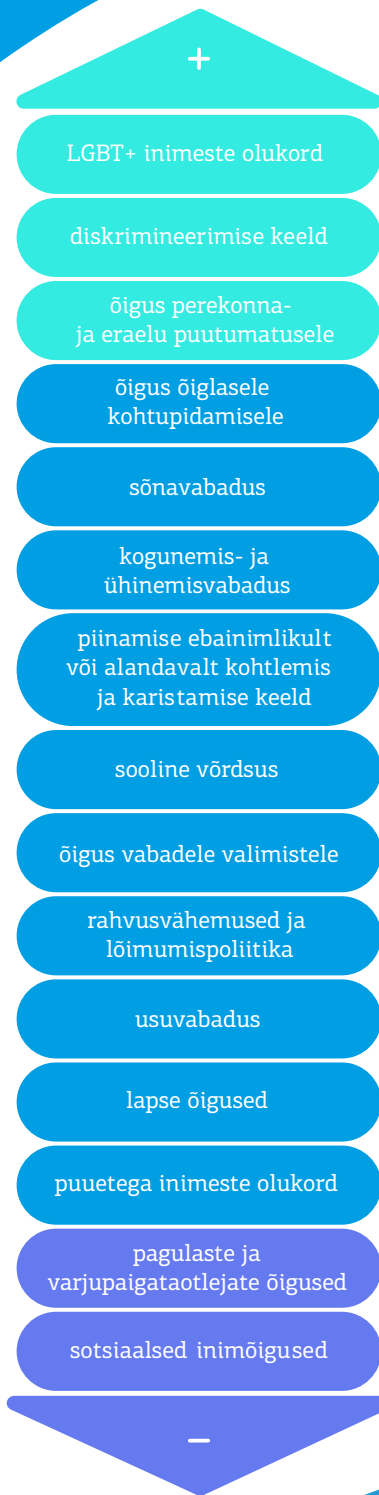 +
LGBT+ inimeste olukord
diskrimineerimise keeld
õigus perekonna-
ja eraelu puutumatusele
õigus õiglasele
kohtupidamisele
sõnavabadus
kogunemis- ja
ühinemisvabadus
piinamise ebainimlikult
või alandavalt kohtlemis
ja karistamise keeld
sooline võrdsus
õigus vabadele valimistele
rahvusvähemused ja
lõimumispoliitika
usuvabadus
lapse õigused
puuetega inimeste olukord
pagulaste ja
varjupaigataotlejate õigused
sotsiaalsed inimõigused
–